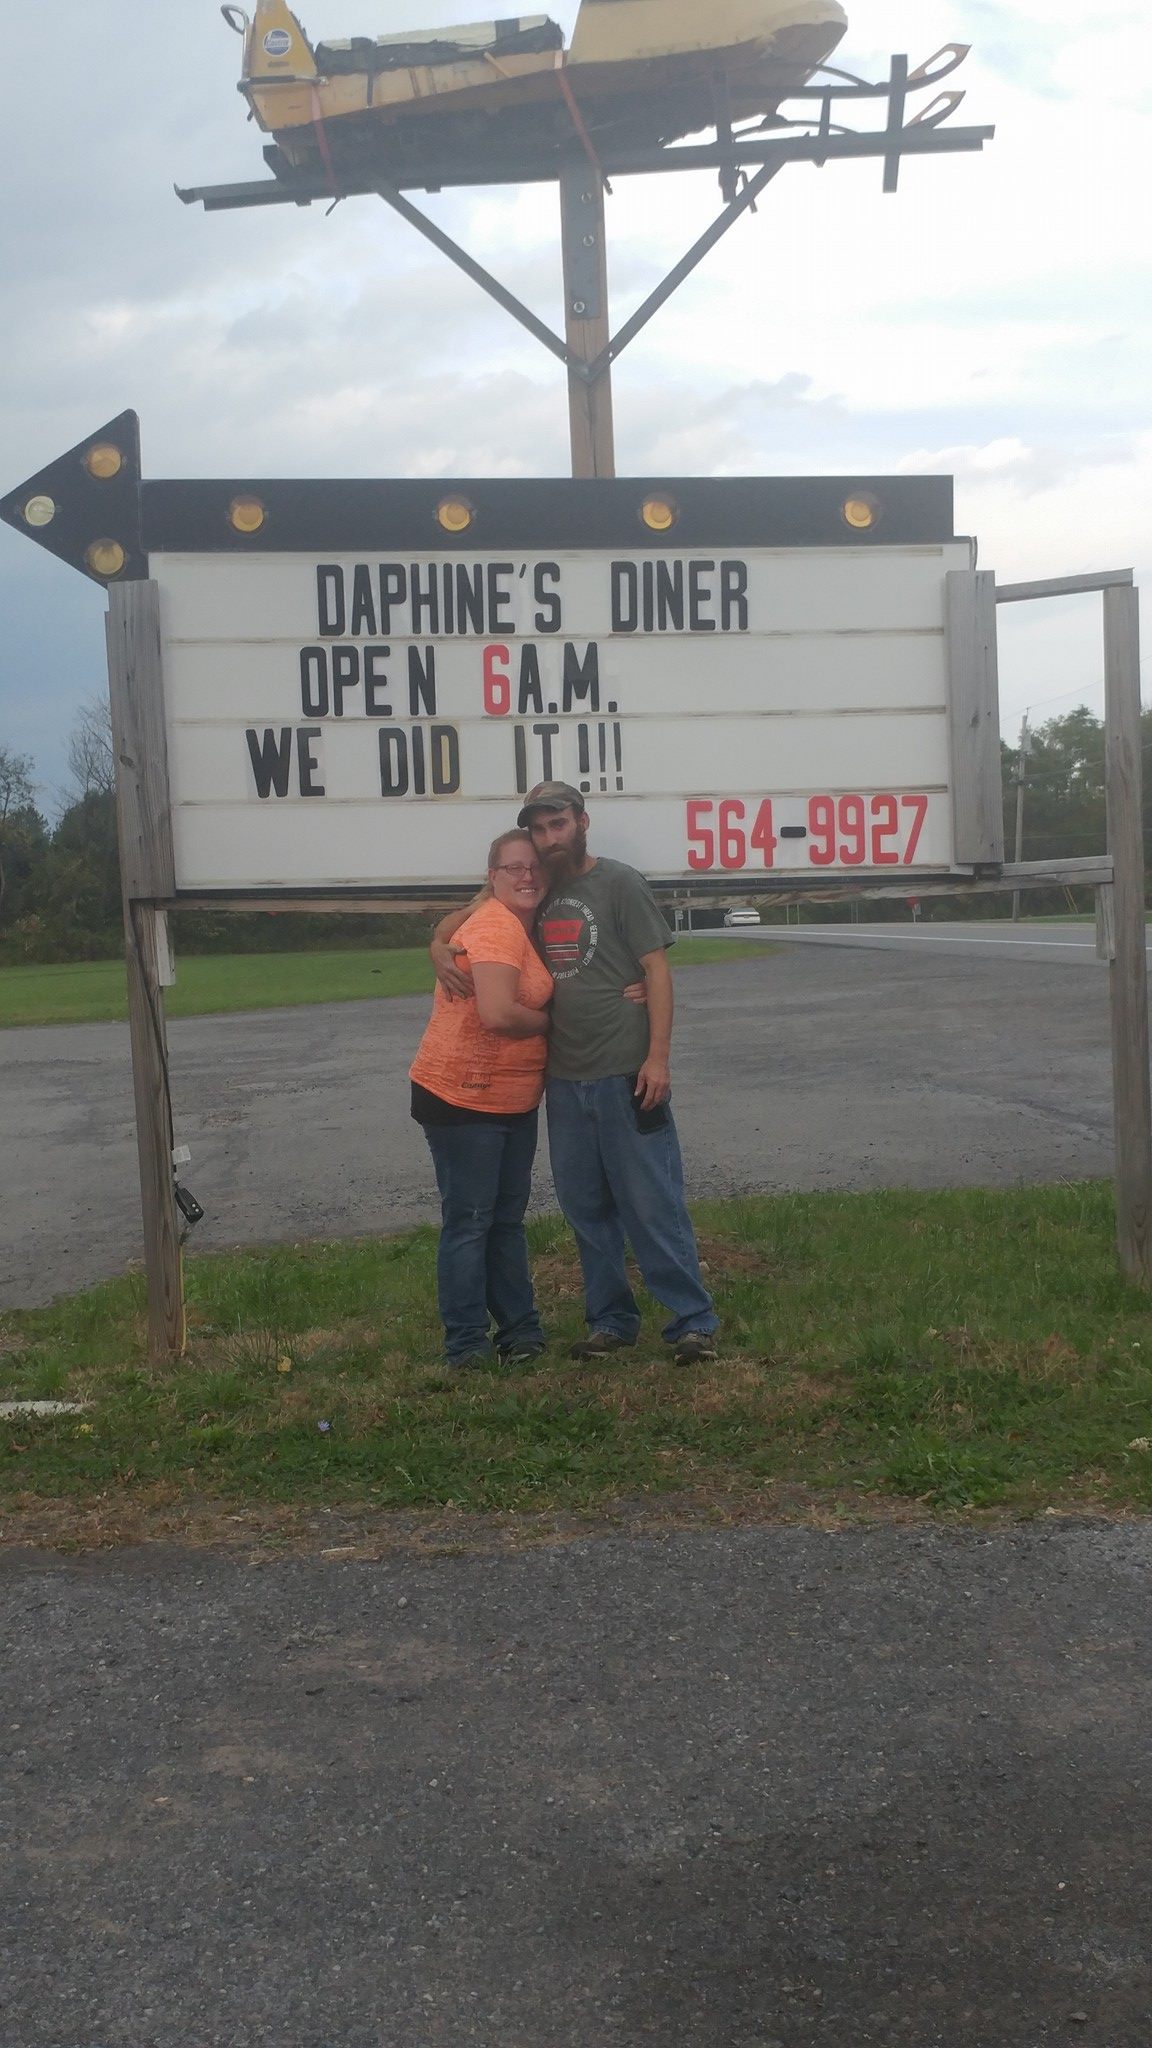 DAPHINE'S DINER
OPEN 6A.M.
WE DID IT!!!
564-9927